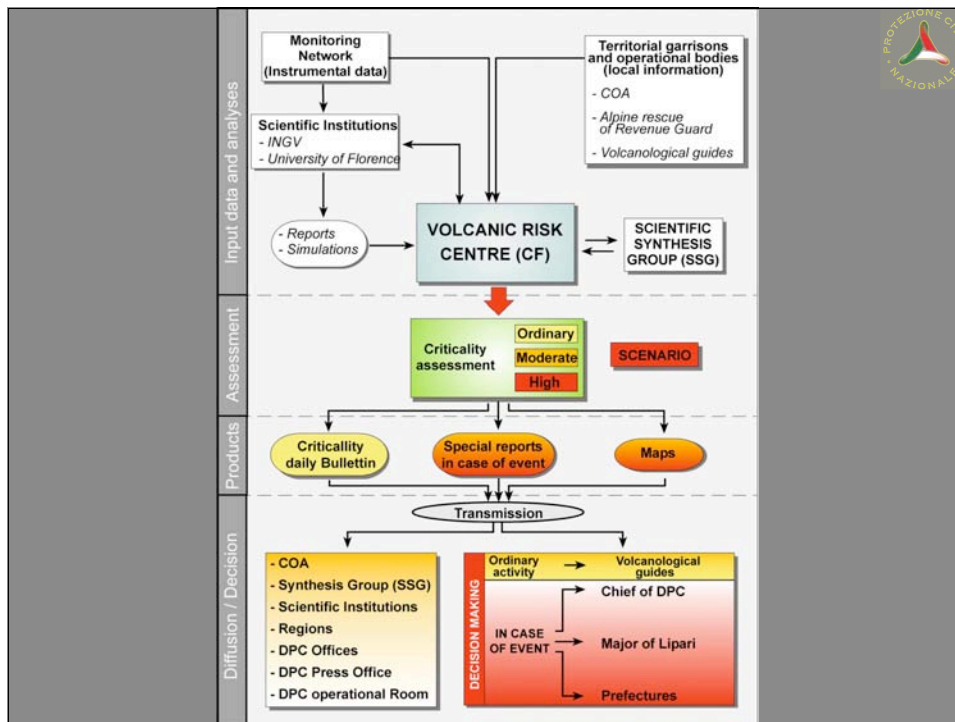 PROTEZIONE CI
NAZIONALE
Input data and analyses
Monitoring
Network
(Instrumental data)
Territorial garrisons
and operational bodies
(local information)
- COA
- Alpine rescue
of Revenue Guard
- Volcanological guides
Scientific Institutions
- INGV
- University of Florence
- Reports
- Simulations
VOLCANIC RISK
CENTRE (CF)
SCIENTIFIC
SYNTHESIS
GROUP (SSG)
Assessment
Criticality
assessment
Ordinary
Moderate
High
SCENARIO
Products
Criticallity
daily Bullettin
Special reports
in case of event
Maps
Diffusion / Decision
Transmission
- COA
- Synthesis Group (SSG)
- Scientific Institutions
- Regions
- DPC Offices
- DPC Press Office
- DPC operational Room
DECISION MAKING
Ordinary
activity
Volcanological
guides
IN CASE
OF EVENT
Chief of DPC
Major of Lipari
Prefectures